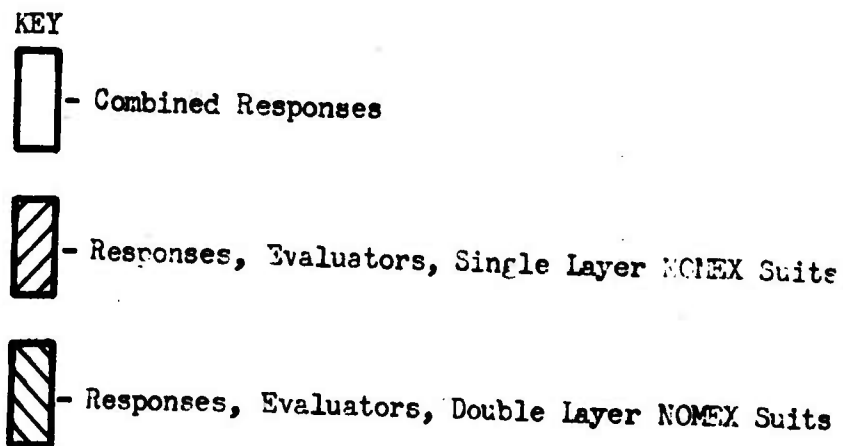 KEY
- Combined Responses
- Responses, Evaluators, Single Layer NOMEX Suits
- Responses, Evaluators, Double Layer NOMEX Suits